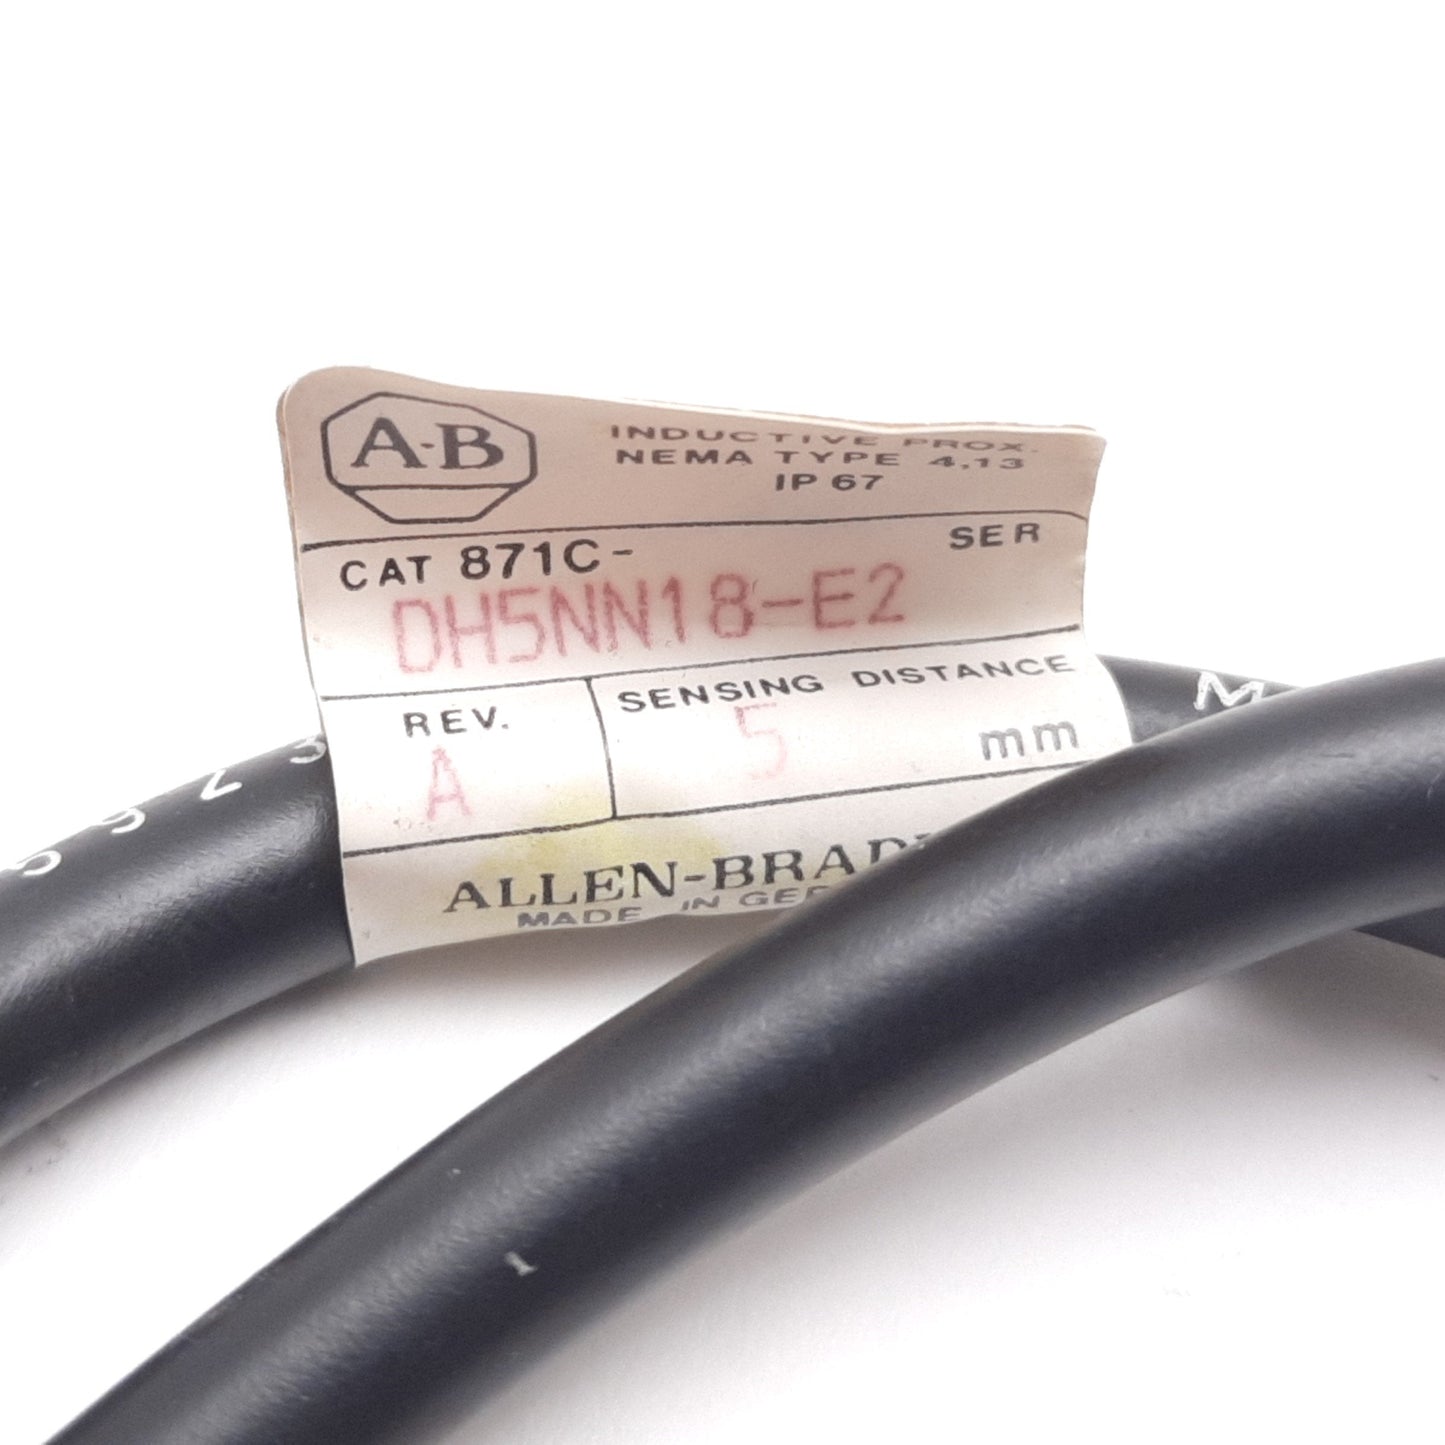 A-B
INDUCTIVE PROX.
NEMA TYPE 4,13
IP 67
CAT 871C- SER
DH5NN18-E2
REV. SENSING DISTANCE
A 5 mm
ALLEN-BRAD
MADE IN GER